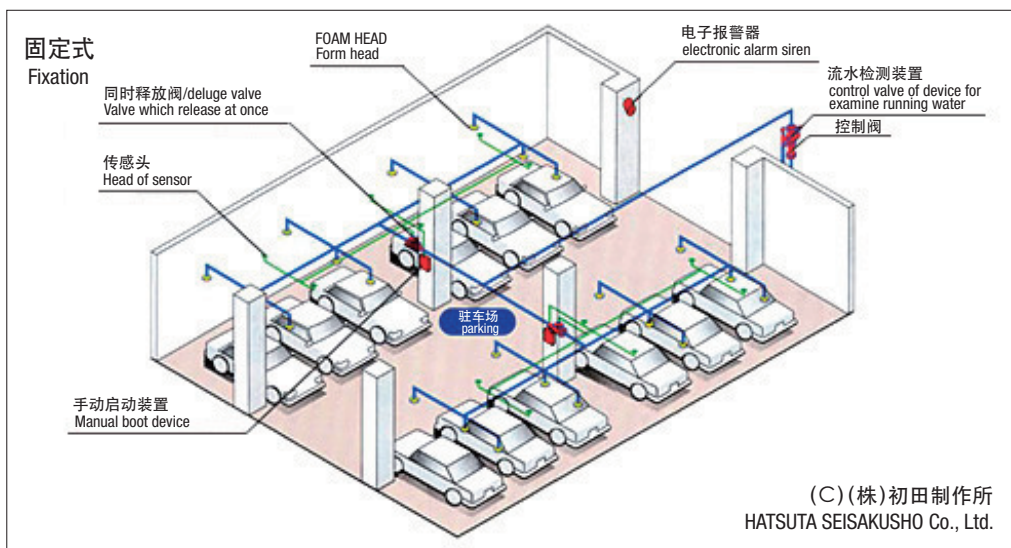 固定式
Fixation
FOAM HEAD
Form head
电子报警器
electronic alarm siren
同时释放阀/deluge valve
Valve which release at once
流水检测装置
control valve of device for
examine running water
控制阀
传感头
Head of sensor
驻车场
parking
手动启动装置
Manual boot device
(C)(株)初田制作所
HATSUTA SEISAKUSHO Co., Ltd.